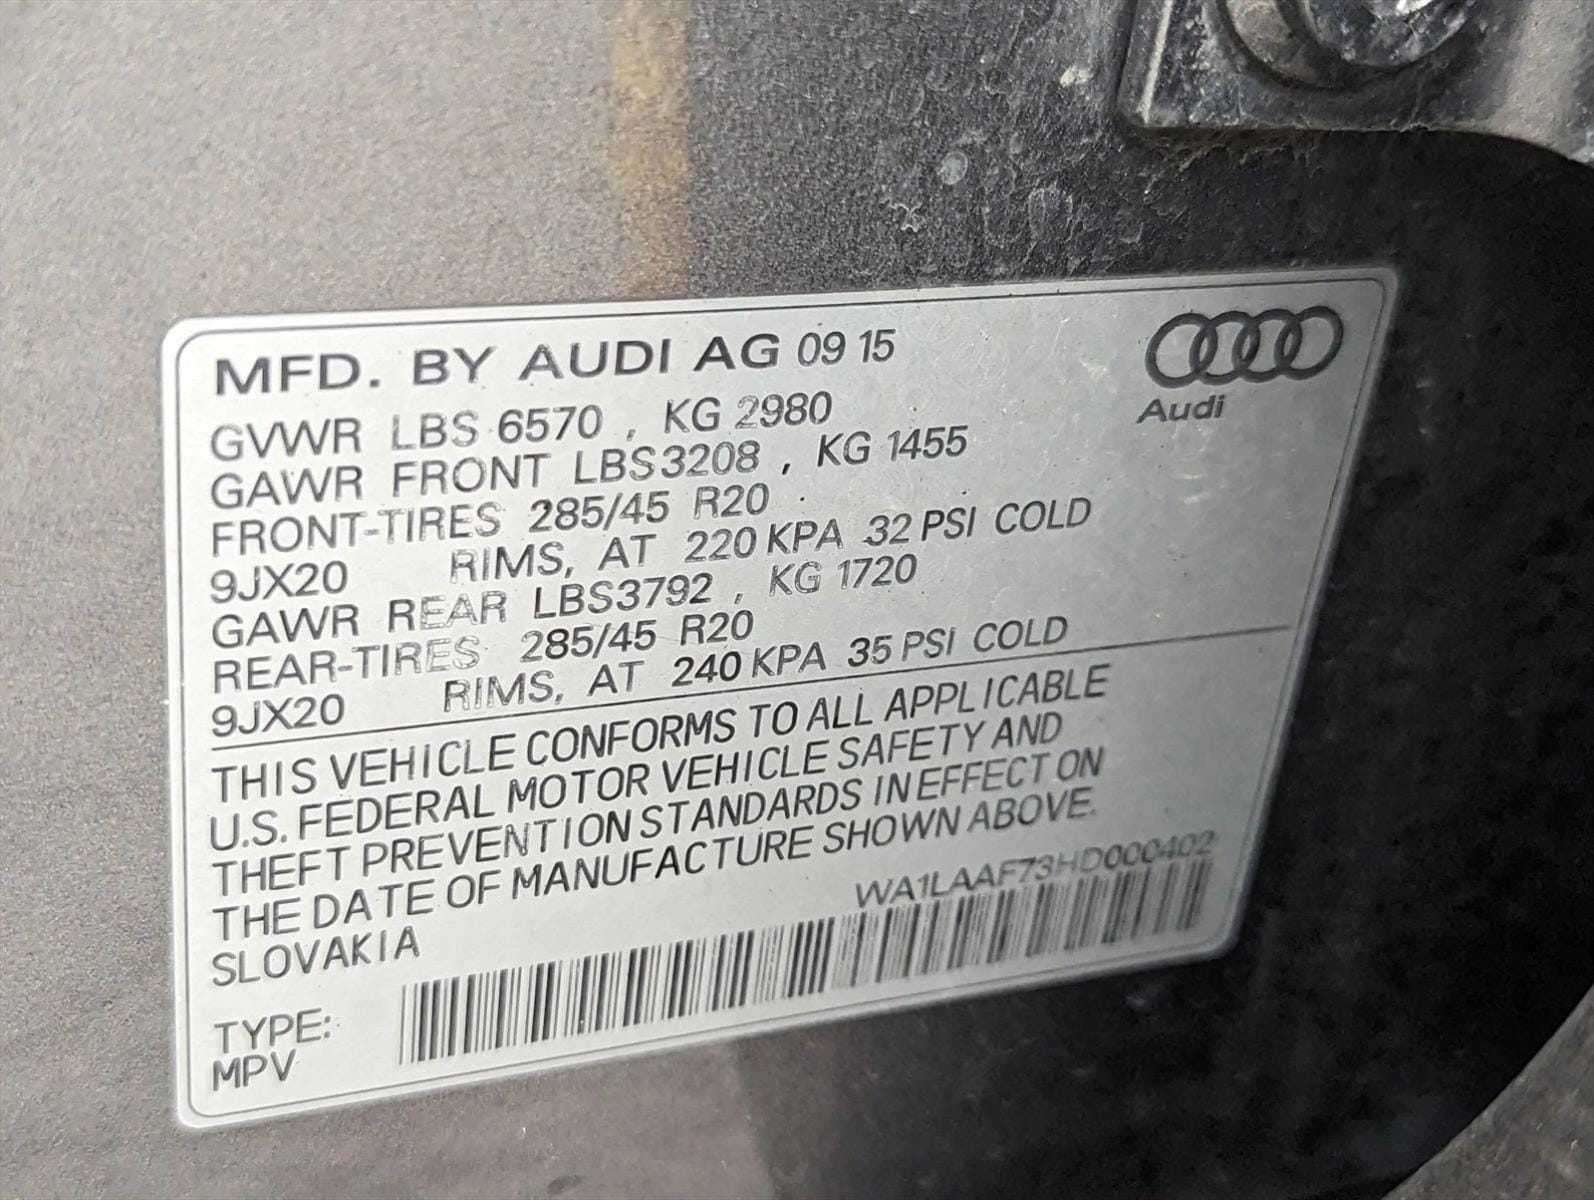 MFD. BY AUDI AG 09 15
Audi
GVWR LBS 6570 , KG 2980
GAWR FRONT LBS3208 , KG 1455
FRONT-TIRES 285/45 R20
9JX20 RIMS, AT 220 KPA 32 PSI COLD
GAWR REAR LBS3792 , KG 1720
REAR-TIRES 285/45 R20
9JX20 RIMS, AT 240 KPA 35 PSI COLD
THIS VEHICLE CONFORMS TO ALL APPLICABLE
U.S. FEDERAL MOTOR VEHICLE SAFETY AND
THEFT PREVENTION STANDARDS IN EFFECT ON
THE DATE OF MANUFACTURE SHOWN ABOVE.
SLOVAKIA
WA1LAAF73HD000402
TYPE:
MPV